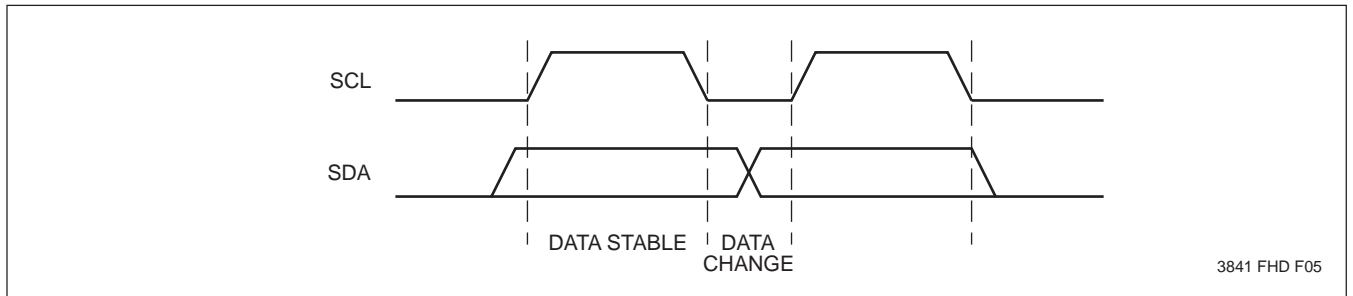 SCL
SDA
DATA STABLE
DATA
CHANGE
3841 FHD F05